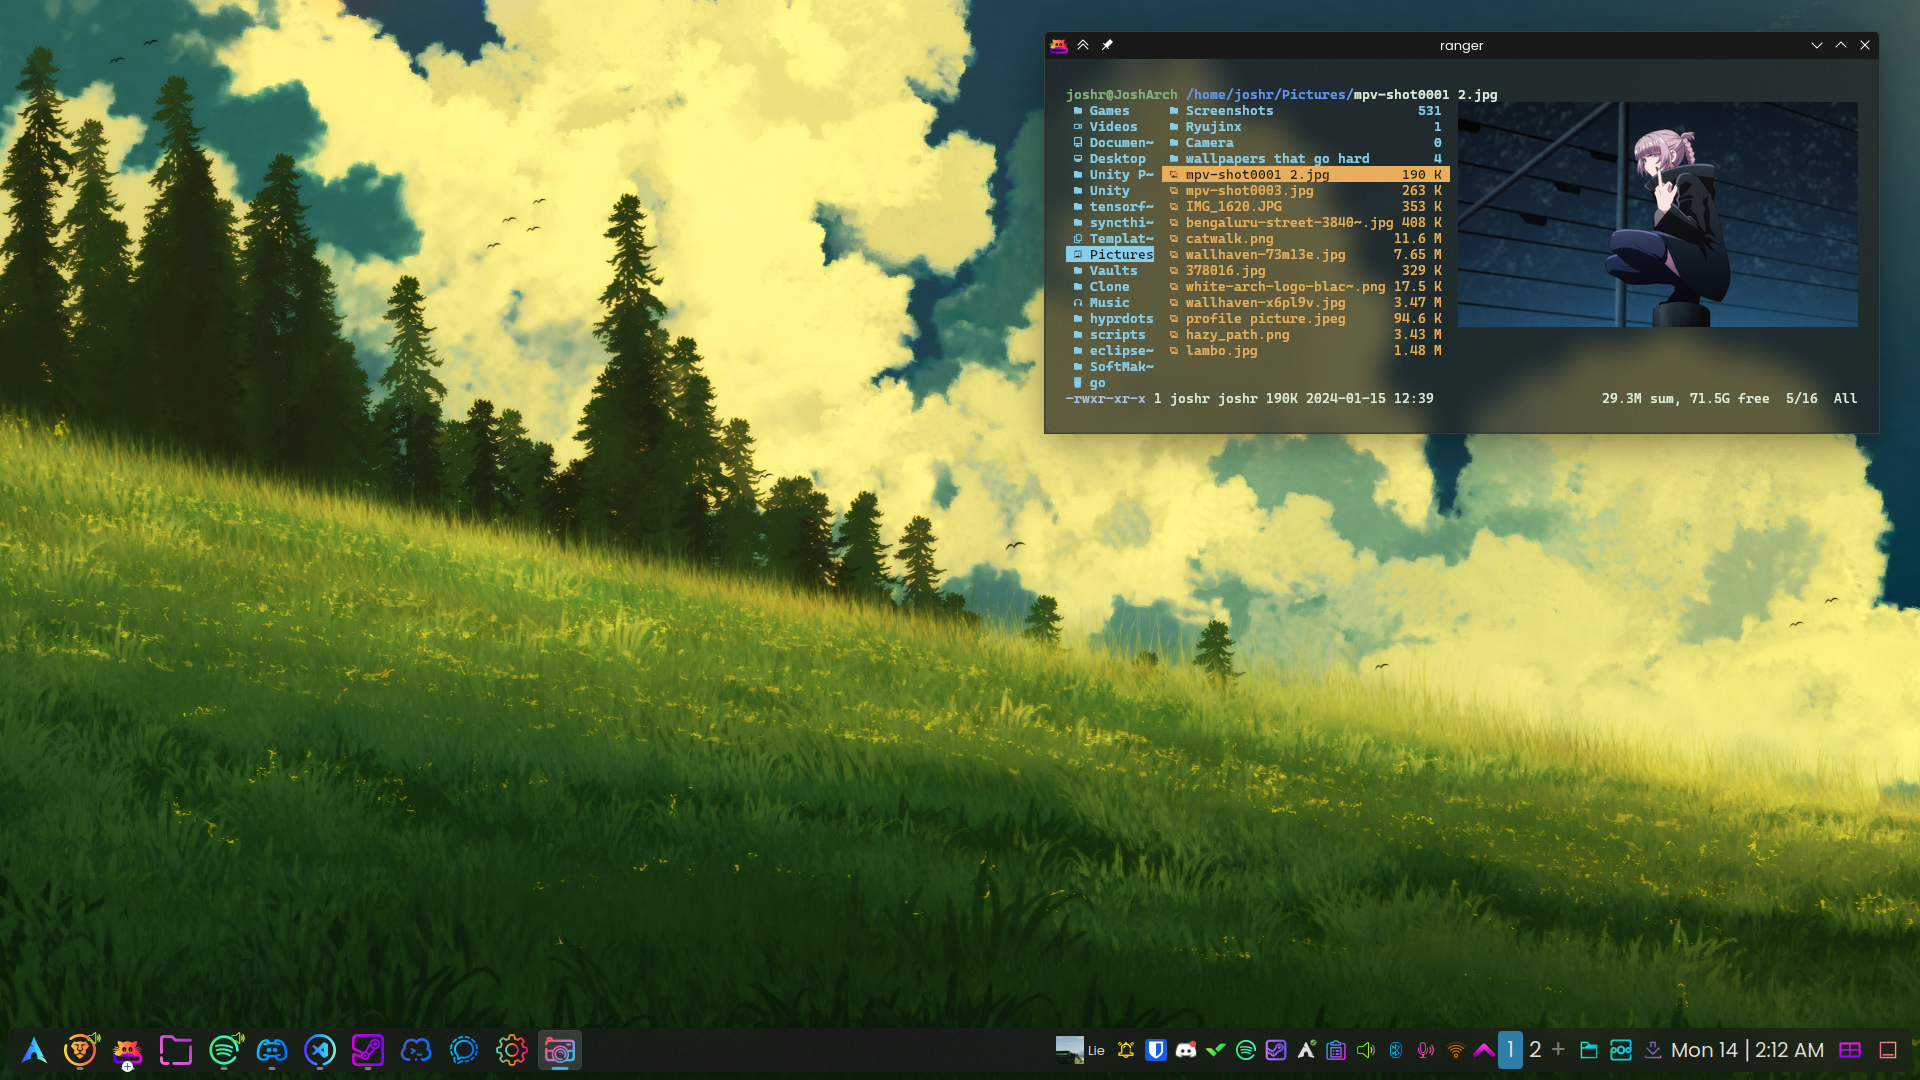 ranger
joshr@JoshArch /home/joshr/Pictures/mpv-shot0001 2.jpg
Games Screenshots 531
Videos Ryujinx 1
Documen~ Camera 0
Desktop wallpapers that go hard 4
Unity P~ mpv-shot0001 2.jpg 190 K
Unity mpv-shot0003.jpg 263 K
tensorf~ IMG_1620.JPG 353 K
syncthi~ bengaluru-street-3840~.jpg 408 K
Templat~ catwalk.png 11.6 M
Pictures wallhaven-73m13e.jpg 7.65 M
Vaults 378016.jpg 329 K
Clone white-arch-logo-blac~.png 17.5 K
Music wallhaven-x6pl9v.jpg 3.47 M
hyprdots profile picture.jpeg 94.6 K
scripts hazy_path.png 3.43 M
eclipse~ lambo.jpg 1.48 M
SoftMak~
go
-rwxr-xr-x 1 joshr joshr 190K 2024-01-15 12:39 29.3M sum, 71.5G free 5/16 All
Lie 1 2 + Mon 14 | 2:12 AM